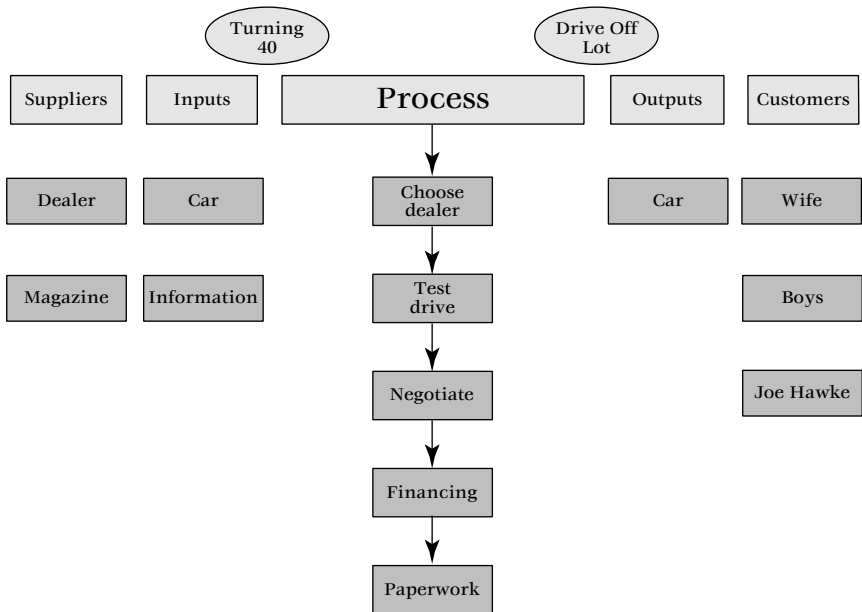 Turning
40
Drive Off
Lot
Suppliers
Inputs
Process
Outputs
Customers
Dealer
Car
Choose
dealer
Car
Wife
Magazine
Information
Test
drive
Boys
Negotiate
Joe Hawke
Financing
Paperwork